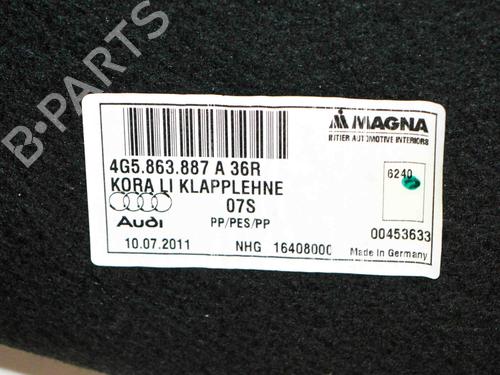 B-PARTS
MAGNA
INTIER AUTOMOTIVE INTERIORS
4G5.863.887 A 36R
KORA LI KLAPPLEHNE
07S
Audi
PP/PES/PP
10.07.2011 NHG 16408000
6240
00453633
Made in Germany